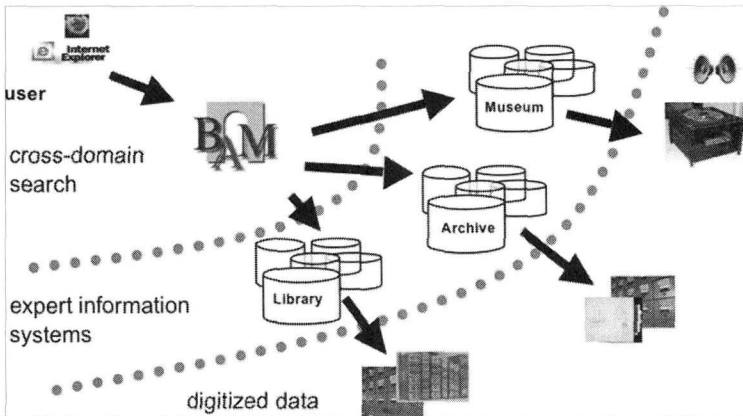 Internet
Explorer
user
BAM
Museum
cross-domain
search
Archive
Library
expert information
systems
digitized data